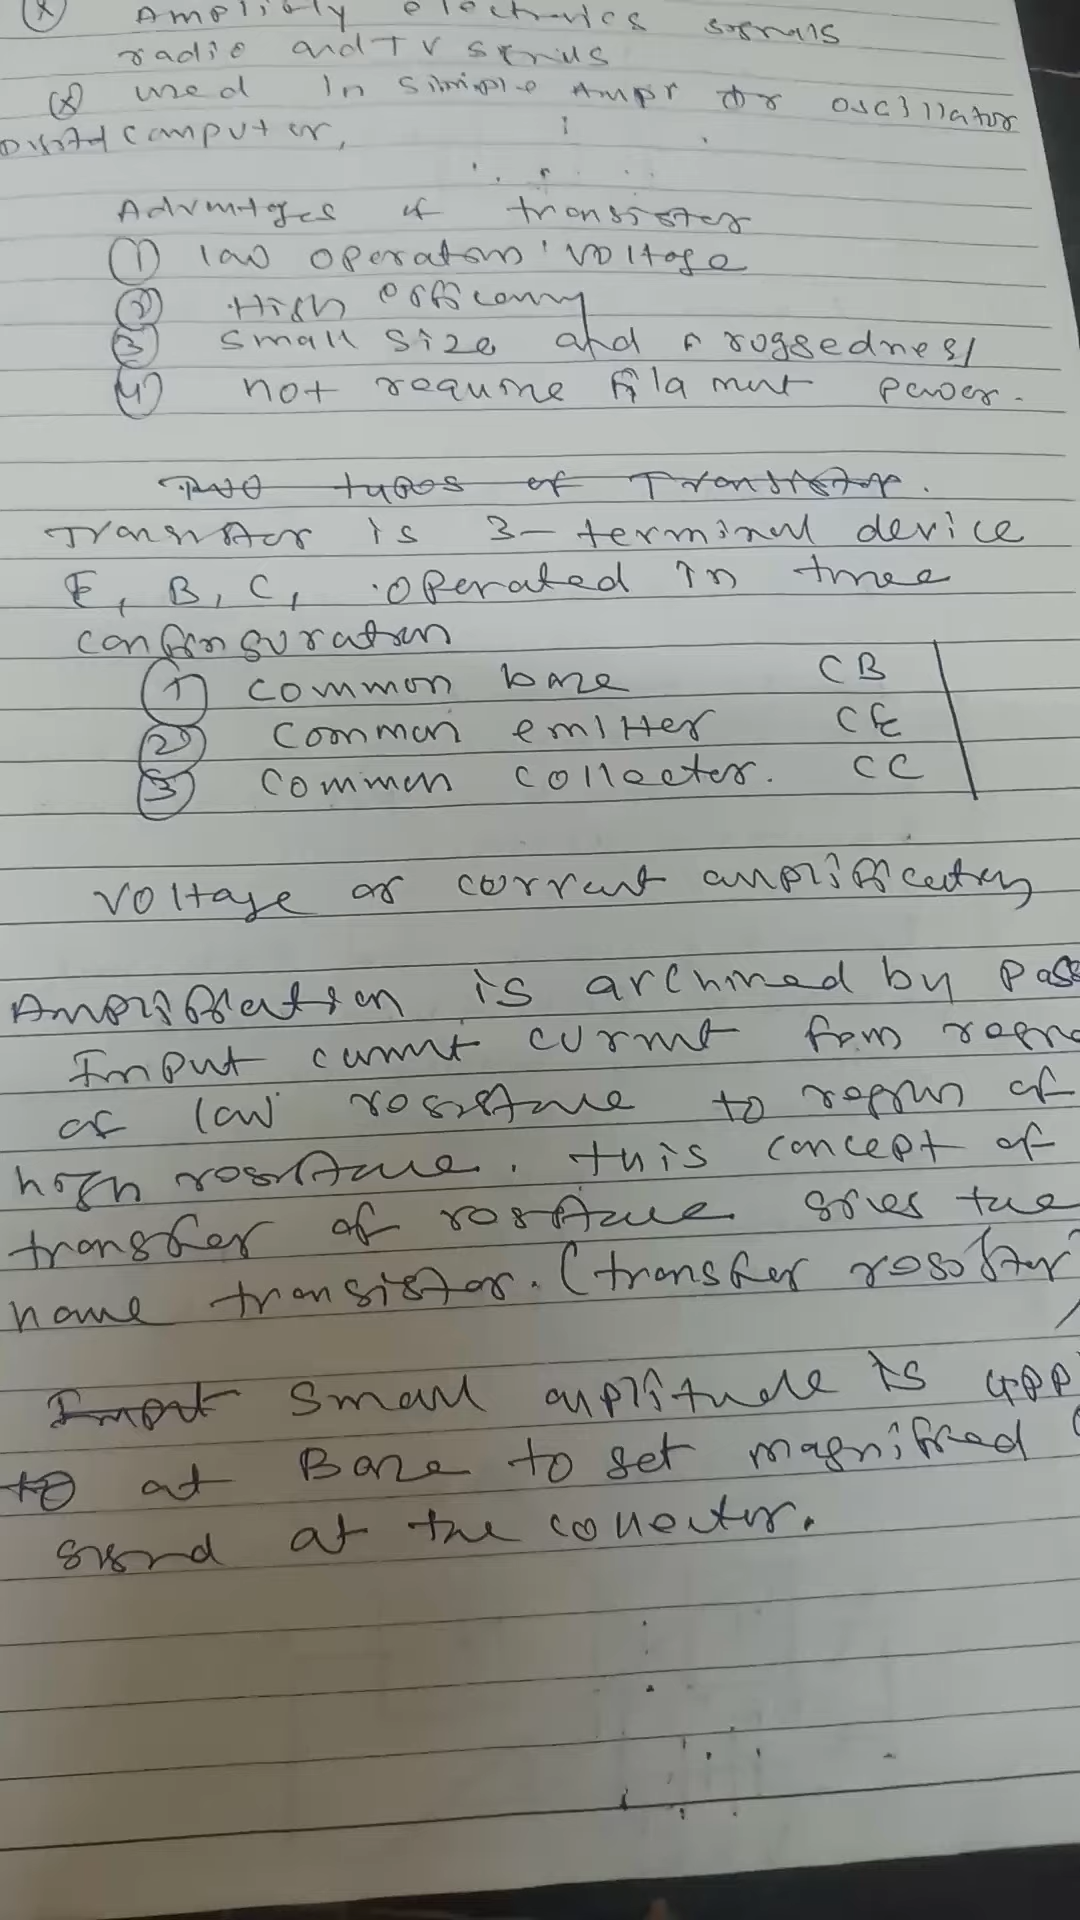 Amplify electronics signals
radio and TV
used in simple Ampr or oscillator
computer,
Advantages of transister
① low operation voltage
② High
③ small size and ruggedness
④ not require filament power.
Two types of Transistor.
Transistor is 3- terminal device
E, B, C, operated in three
configuration
① common base CB
② common emitter CE
③ common collector. CC
voltage or current amplification
Amplification is by pass
Input current current from
of low resistance to region of
high resistance. this concept of
transfer of resistance gives the
name transistor. (transfer resistor)
Input small amplitude is app
to at Base to get magnified
signal at the collector.